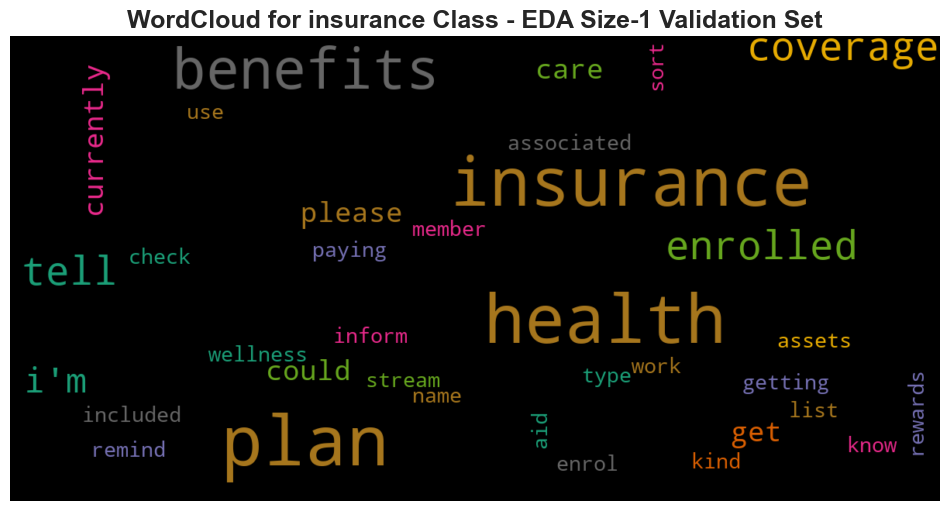 WordCloud for insurance Class - EDA Size-1 Validation Set
benefits
care
sort
coverage
currently
use
associated
insurance
please
member
enrolled
tell
check
paying
health
inform
assets
wellness
could
stream
type
work
getting
i'm
name
list
rewards
included
plan
aid
get
remind
enrol
kind
know